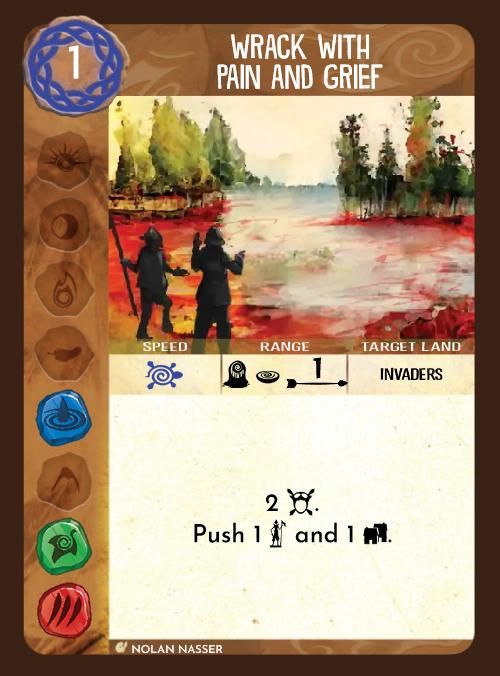 1
WRACK WITH
PAIN AND GRIEF
SPEED RANGE TARGET LAND
1 INVADERS
2 .
Push 1 and 1 .
NOLAN NASSER